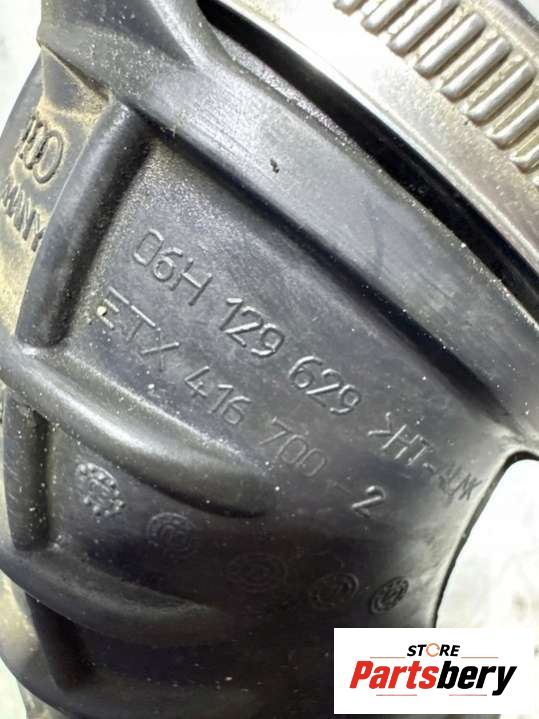 06H 129 629
ETX 416 700-2
STORE
Partsbery